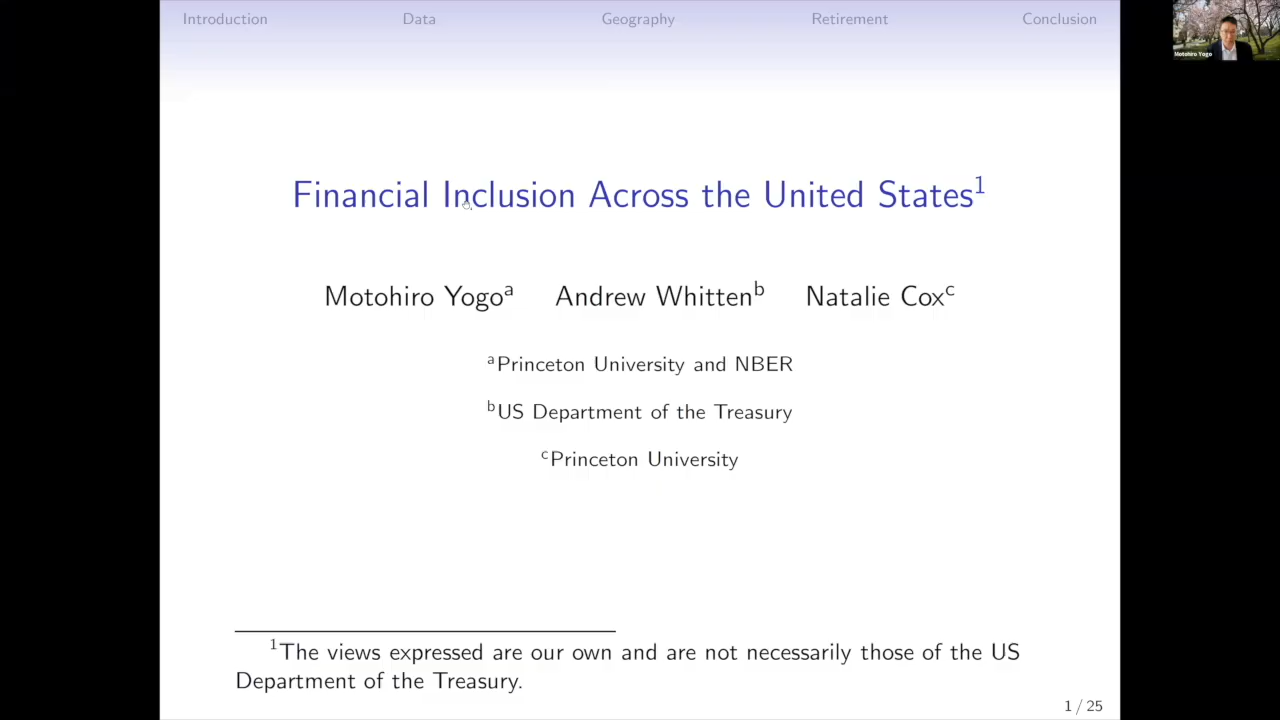 Introduction Data Geography Retirement Conclusion
Motohiro Yogo
Financial Inclusion Across the United States¹
Motohiro Yogoᵃ Andrew Whittenᵇ Natalie Coxᶜ
ᵃPrinceton University and NBER
ᵇUS Department of the Treasury
ᶜPrinceton University
¹The views expressed are our own and are not necessarily those of the US
Department of the Treasury.
1 / 25